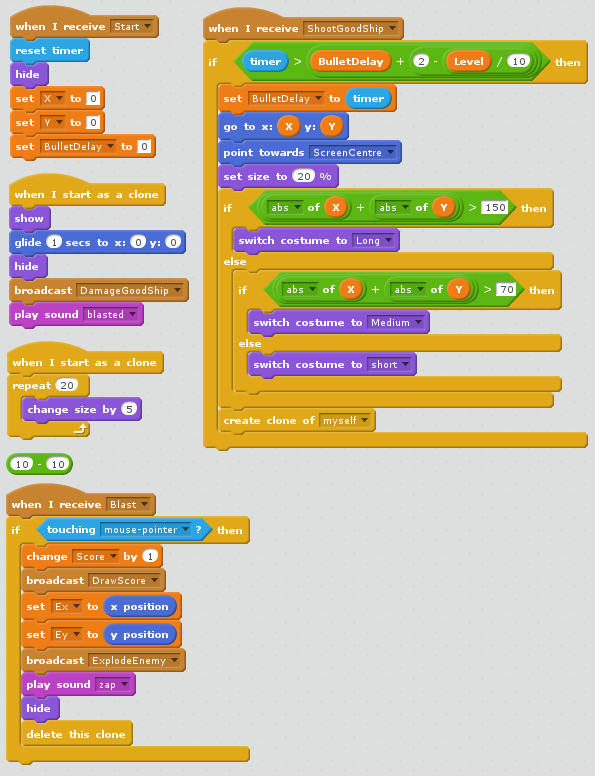 when I receive Start
reset timer
hide
set X to 0
set Y to 0
set BulletDelay to 0
when I start as a clone
show
glide 1 secs to x: 0 y: 0
hide
broadcast DamageGoodShip
play sound blasted
when I start as a clone
repeat 20
change size by 5
10 - 10
when I receive Blast
if touching mouse-pointer ? then
change Score by 1
broadcast DrawScore
set Ex to x position
set Ey to y position
broadcast ExplodeEnemy
play sound zap
hide
delete this clone
when I receive ShootGoodShip
if timer > BulletDelay + 2 - Level / 10 then
set BulletDelay to timer
go to x: X y: Y
point towards ScreenCentre
set size to 20 %
if abs of X + abs of Y > 150 then
switch costume to Long
else
if abs of X + abs of Y > 70 then
switch costume to Medium
else
switch costume to short
create clone of myself